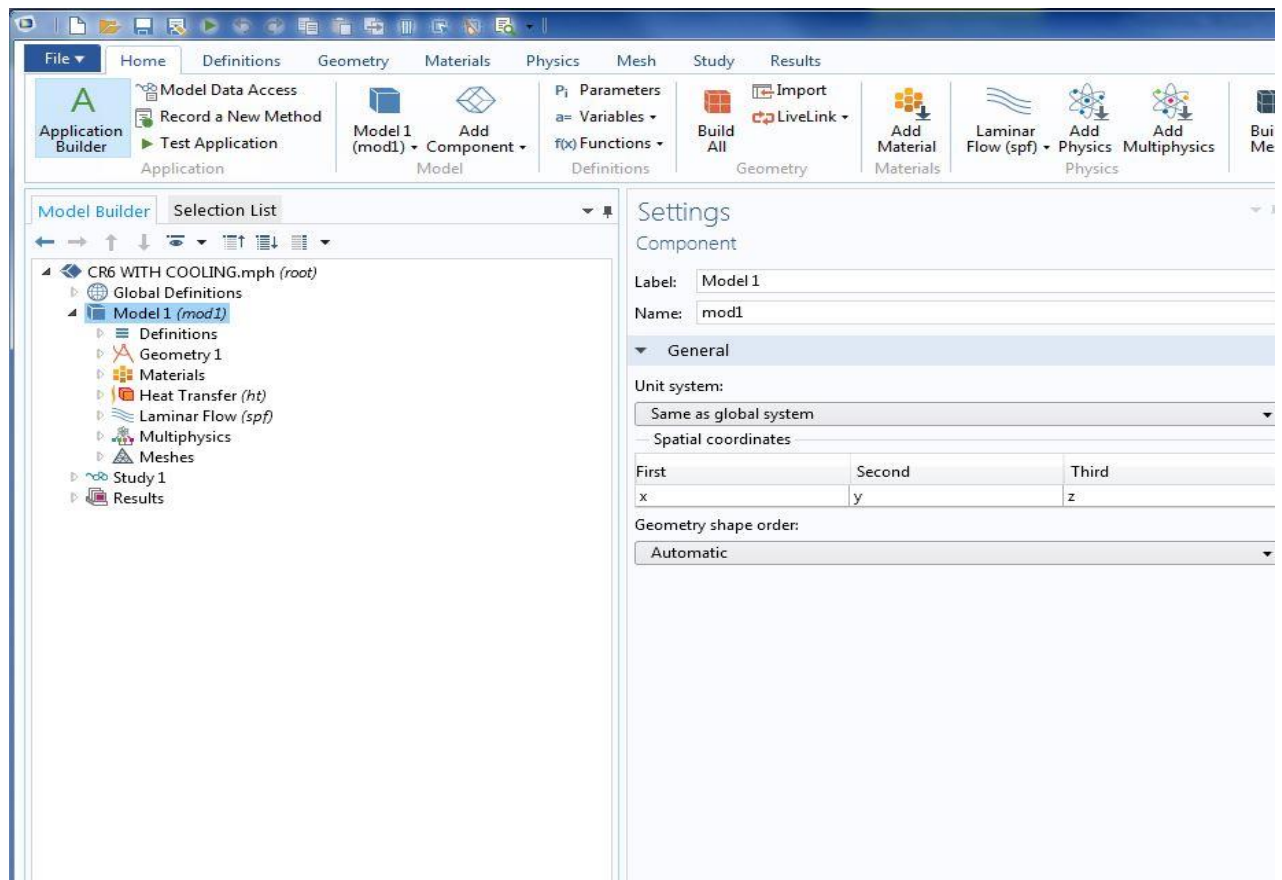 File
Home Definitions Geometry Materials Physics Mesh Study Results
A
Application Builder
Model Data Access
Record a New Method
Test Application
Application
Model 1 (mod1)
Add Component
Model
Pi Parameters
a= Variables
f(x) Functions
Definitions
Build All
Import
LiveLink
Geometry
Add Material
Materials
Laminar Flow (spf)
Add Physics
Add Multiphysics
Physics
Model Builder Selection List
CR6 WITH COOLING.mph (root)
Global Definitions
Model 1 (mod1)
Definitions
Geometry 1
Materials
Heat Transfer (ht)
Laminar Flow (spf)
Multiphysics
Meshes
Study 1
Results
Settings
Component
Label: Model 1
Name: mod1
General
Unit system:
Same as global system
Spatial coordinates
First Second Third
x y z
Geometry shape order:
Automatic